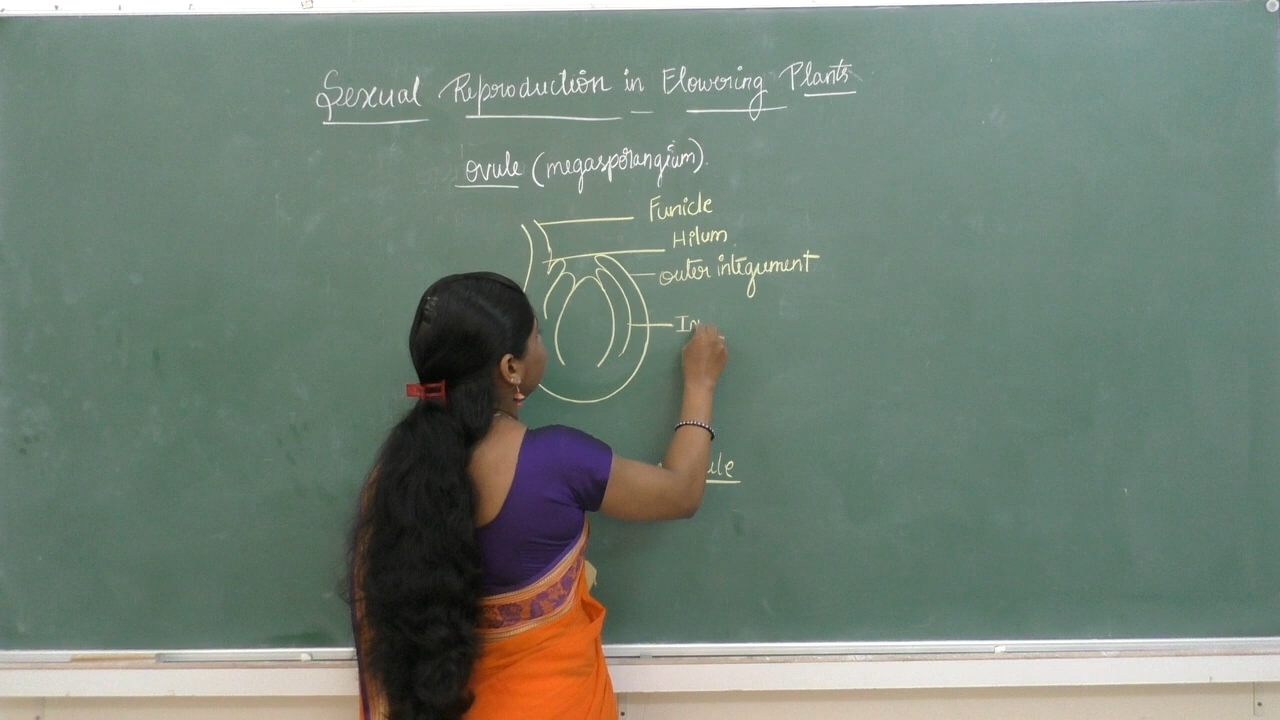 Sexual Reproduction in Flowering Plants
Ovule (megasporangium).
Funicle
Hilum
outer integument
In